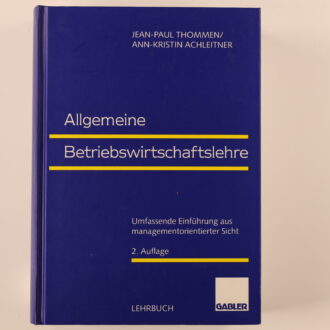 JEAN-PAUL THOMMEN/
ANN-KRISTIN ACHLEITNER
Allgemeine
Betriebswirtschaftslehre
Umfassende Einführung aus
managementorientierter Sicht
2. Auflage
LEHRBUCH
GABLER